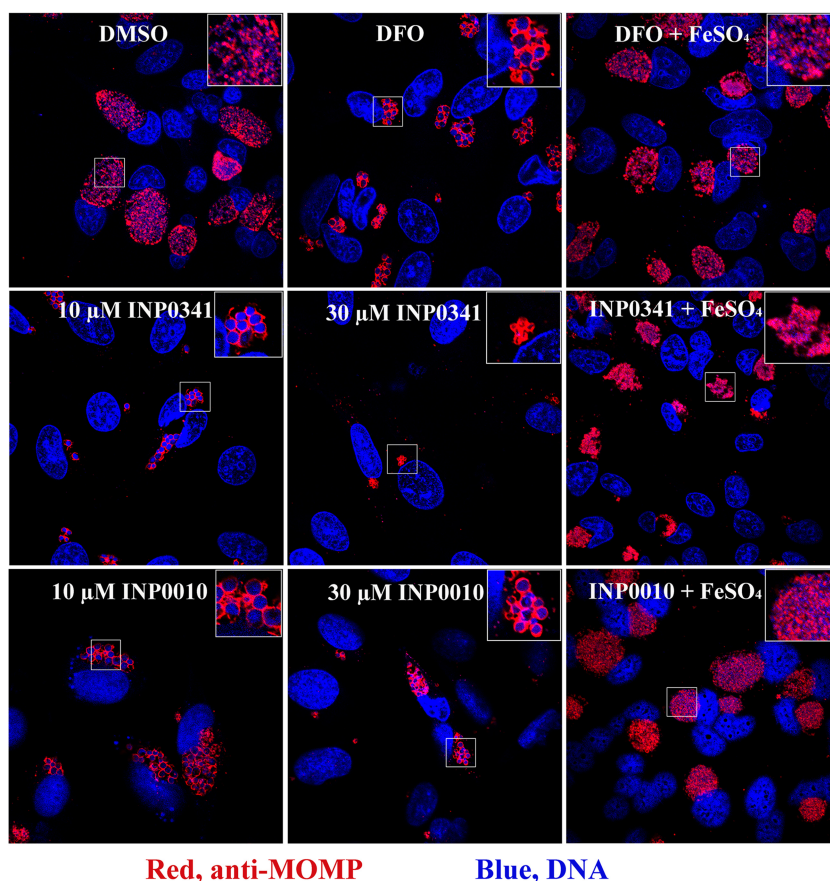 DMSO
DFO
DFO + FeSO₄
10 μM INP0341
30 μM INP0341
INP0341 + FeSO₄
10 μM INP0010
30 μM INP0010
INP0010 + FeSO₄
Red, anti-MOMP
Blue, DNA